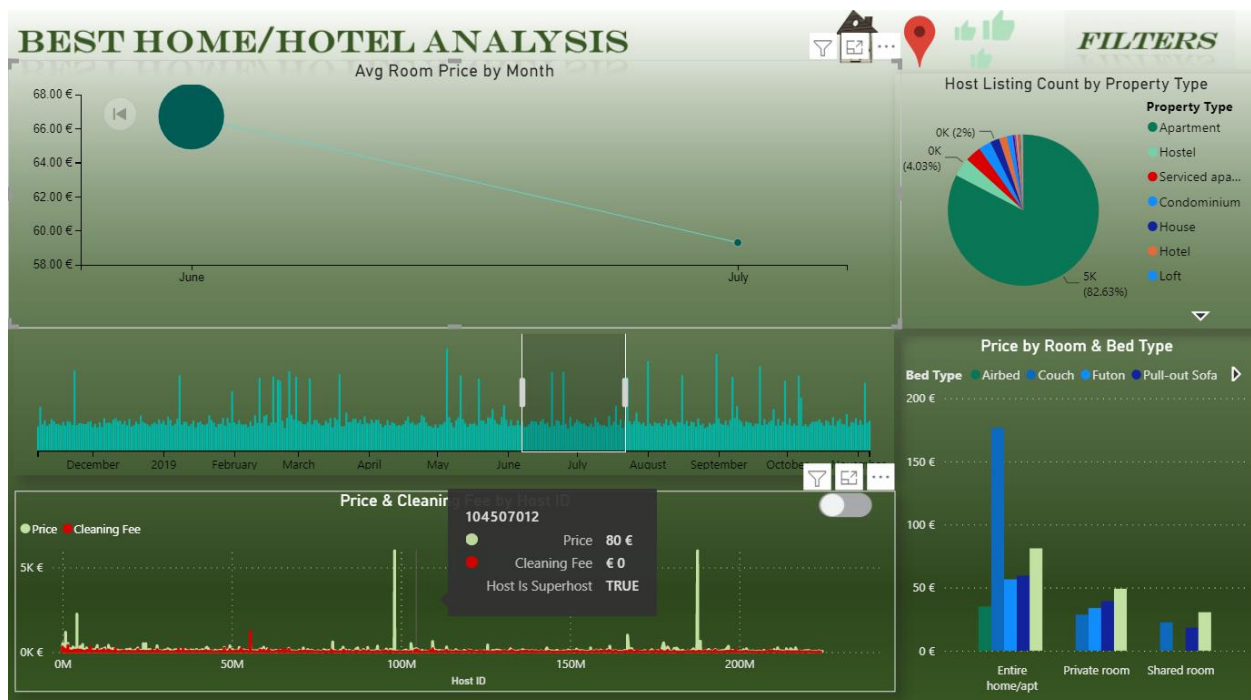 BEST HOME/HOTEL ANALYSIS
FILTERS
Avg Room Price by Month
68.00 €
66.00 €
64.00 €
62.00 €
60.00 €
58.00 €
June
July
Host Listing Count by Property Type
Property Type
Apartment
Hostel
Serviced apa...
Condominium
House
Hotel
Loft
0K (2%)
0K
(4.03%)
5K
(82.63%)
December
2019
February
March
April
May
June
July
August
September
Price by Room & Bed Type
Bed Type
Airbed
Couch
Futon
Pull-out Sofa
200 €
150 €
100 €
50 €
0 €
Entire
home/apt
Private room
Shared room
Price & Cleaning Fee by Host ID
Price
Cleaning Fee
5K €
0K €
0M
50M
100M
150M
200M
Host ID
104507012
Price 80 €
Cleaning Fee € 0
Host Is Superhost TRUE